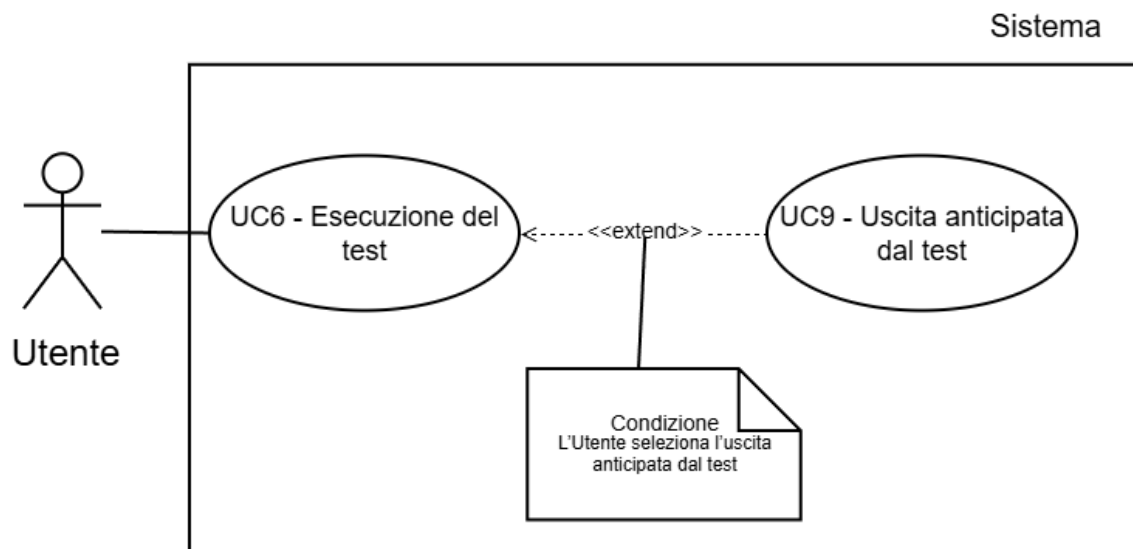 Sistema
UC6 - Esecuzione del
test
<<extend>>
UC9 - Uscita anticipata
dal test
Utente
Condizione
L'Utente seleziona l'uscita
anticipata dal test